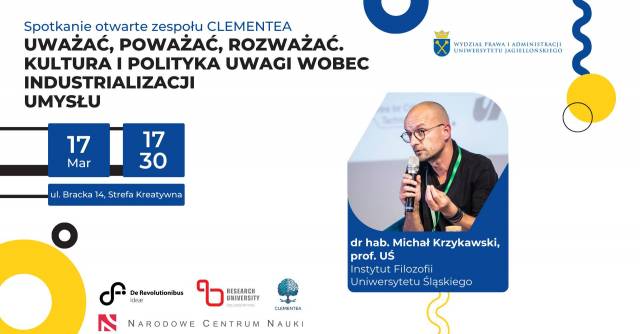 Spotkanie otwarte zespołu CLEMENTEA
UWAŻAĆ, POWAŻAĆ, ROZWAŻAĆ.
KULTURA I POLITYKA UWAGI WOBEC
INDUSTRIALIZACJI
UMYSŁU
WYDZIAŁ PRAWA I ADMINISTRACJI
UNIWERSYTETU JAGIELLOŃSKIEGO
17
Mar
17
30
ul. Bracka 14, Strefa Kreatywna
dr hab. Michał Krzykawski,
prof. UŚ
Instytut Filozofii
Uniwersytetu Śląskiego
De Revolutionibus
Ideæ
RESEARCH
UNIVERSITY
CLEMENTEA
NARODOWE CENTRUM NAUKI